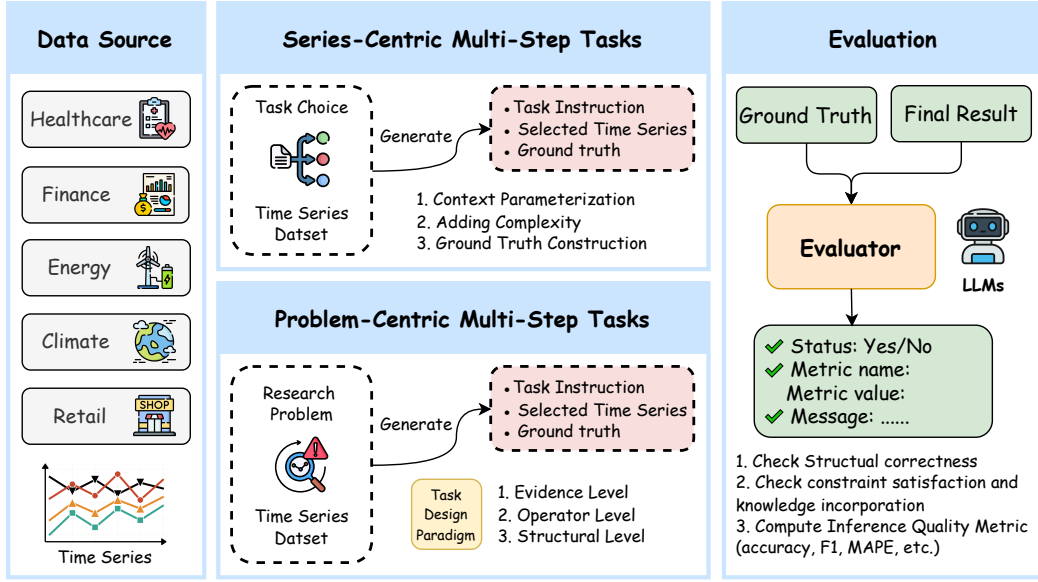 Data Source
Healthcare
Finance
$
Energy
Climate
Retail
SHOP
Time Series
Series-Centric Multi-Step Tasks
Task Choice
Time Series
Datset
Generate
• Task Instruction
• Selected Time Series
• Ground truth
1. Context Parameterization
2. Adding Complexity
3. Ground Truth Construction
Problem-Centric Multi-Step Tasks
Research
Problem
Time Series
Datset
Generate
• Task Instruction
• Selected Time Series
• Ground truth
Task
Design
Paradigm
1. Evidence Level
2. Operator Level
3. Structural Level
Evaluation
Ground Truth
Final Result
Evaluator
LLMs
Status: Yes/No
Metric name:
Metric value:
Message: ......
1. Check Structual correctness
2. Check constraint satisfaction and
knowledge incorporation
3. Compute Inference Quality Metric
(accuracy, F1, MAPE, etc.)